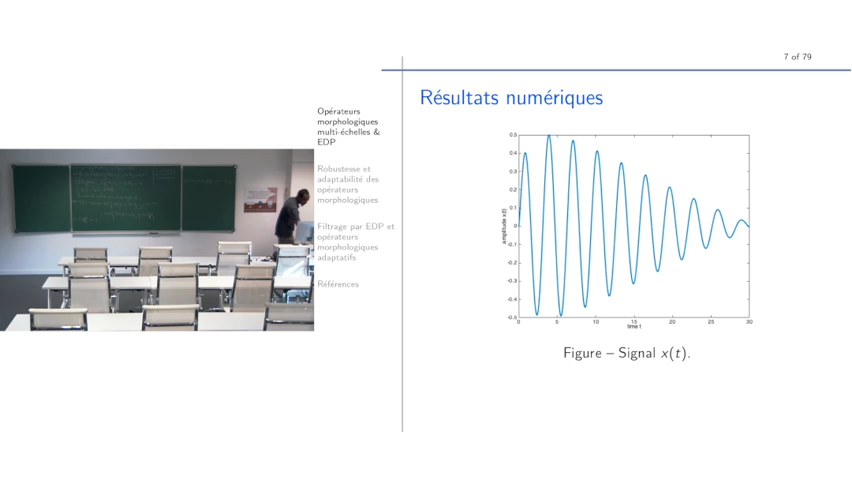 7 of 79
Opérateurs
morphologiques
multi-échelles &
EDP
Robustesse et
adaptabilité des
opérateurs
morphologiques
Filtrage par EDP et
opérateurs
morphologiques
adaptatifs
Références
Résultats numériques
amplitude x(t)
0.5
0.4
0.3
0.2
0.1
0
-0.1
-0.2
-0.3
-0.4
-0.5
0 5 10 15 20 25 30
time t
Figure – Signal x(t).